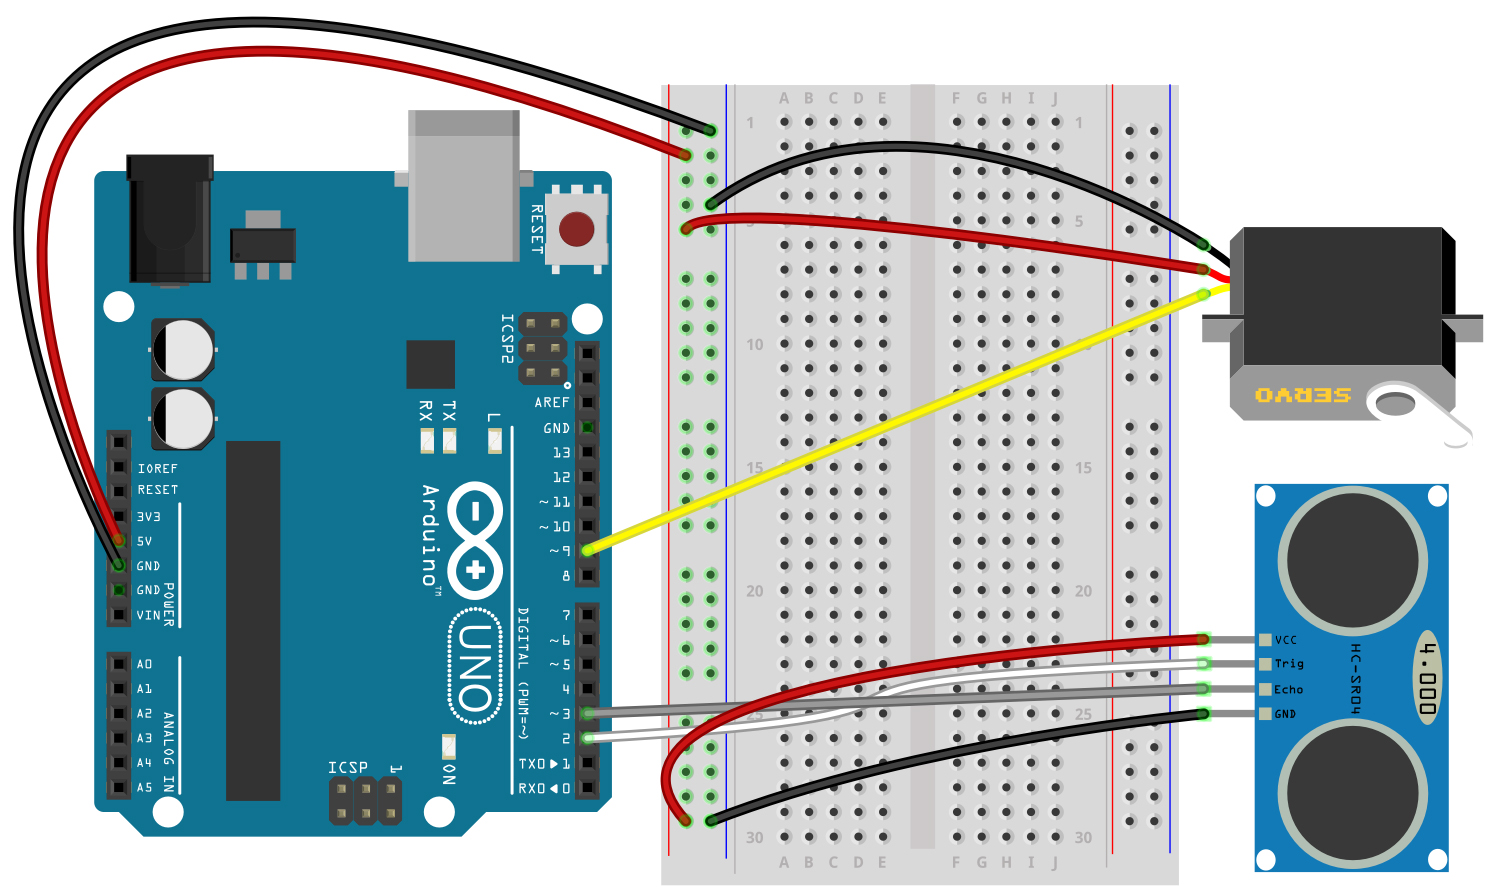 RESET
ICSP2
AREF
GND
13
12
~11
~10
~9
8
7
~6
~5
4
~3
2
TX0▶1
RX0◀0
RX
TX
L
Arduino™
UNO
DIGITAL (PWM=~)
IOREF
RESET
3V3
5V
GND
GND
VIN
POWER
A0
A1
A2
A3
A4
A5
ANALOG IN
ICSP
1
ON
A B C D E F G H I J
1 1
5 5
10 10
15 15
20 20
25 25
30 30
A B C D E F G H I J
SERVO
VCC
Trig
Echo
GND
HC-SR04
4.000